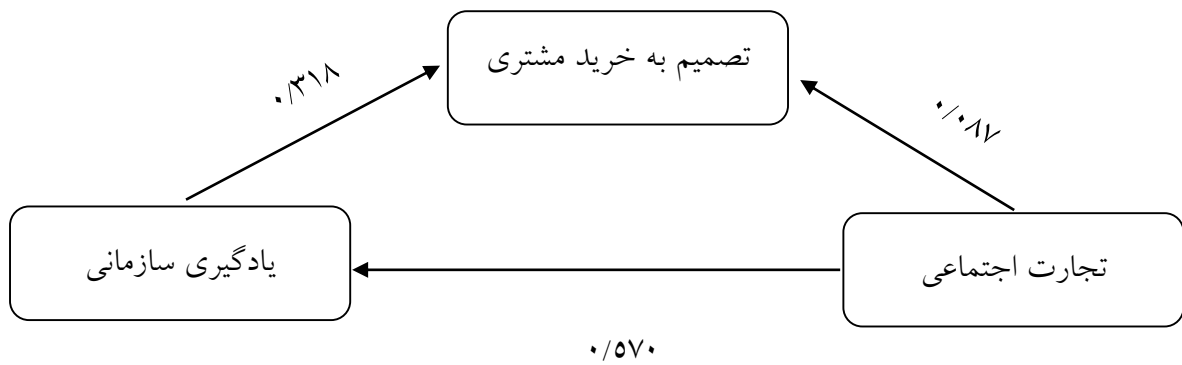 تصمیم به خرید مشتری
۰/۰۸۷
۰/۳۱۸
تجارت اجتماعی
یادگیری سازمانی
۰/۵۷۰